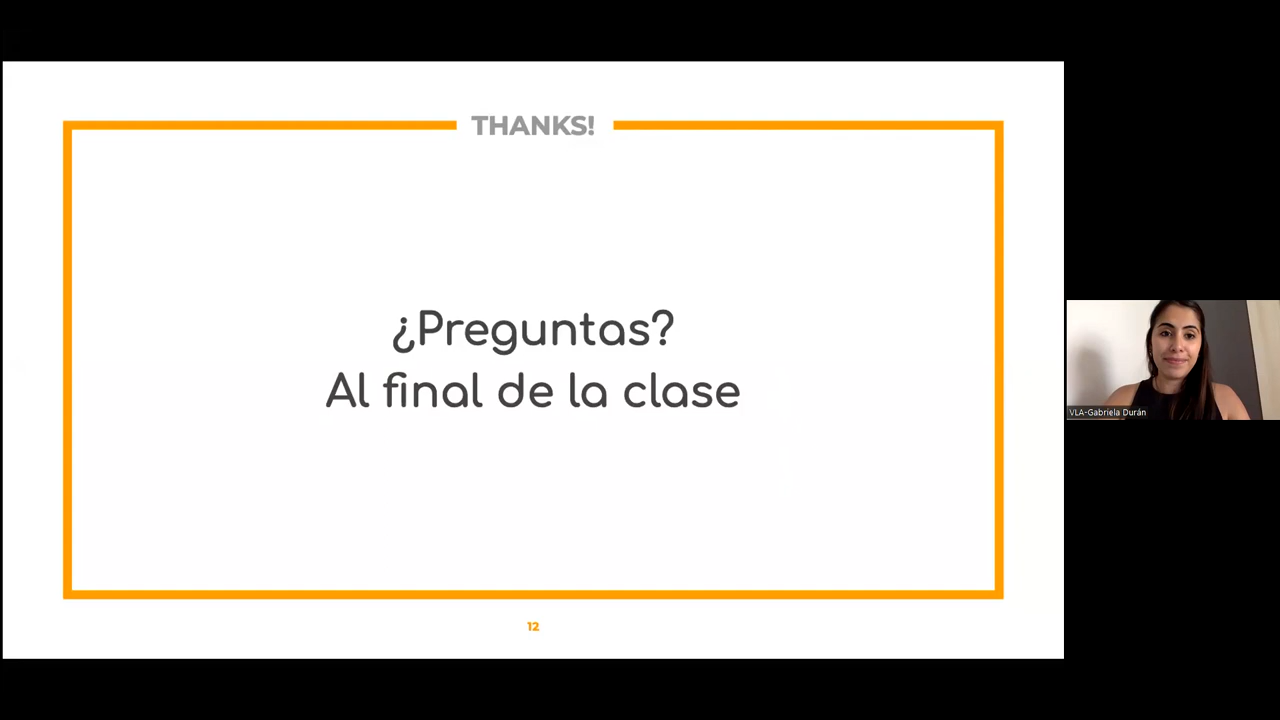 THANKS!
¿Preguntas?
Al final de la clase
12
VLA-Gabriela Durán